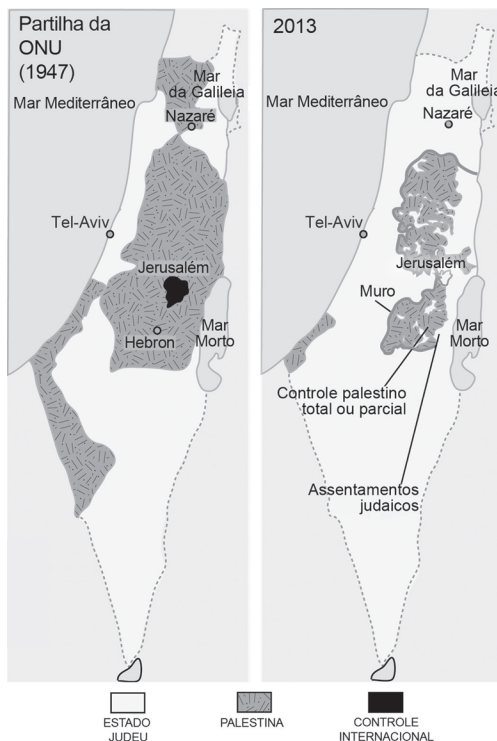 Partilha da
ONU
(1947)
Mar Mediterrâneo
Mar
da Galileia
Nazaré
Tel-Aviv
Jerusalém
Hebron
Mar
Morto
2013
Mar Mediterrâneo
Mar
da Galileia
Nazaré
Tel-Aviv
Jerusalém
Muro
Mar
Morto
Controle palestino
total ou parcial
Assentamentos
judaicos
ESTADO
JUDEU
PALESTINA
CONTROLE
INTERNACIONAL